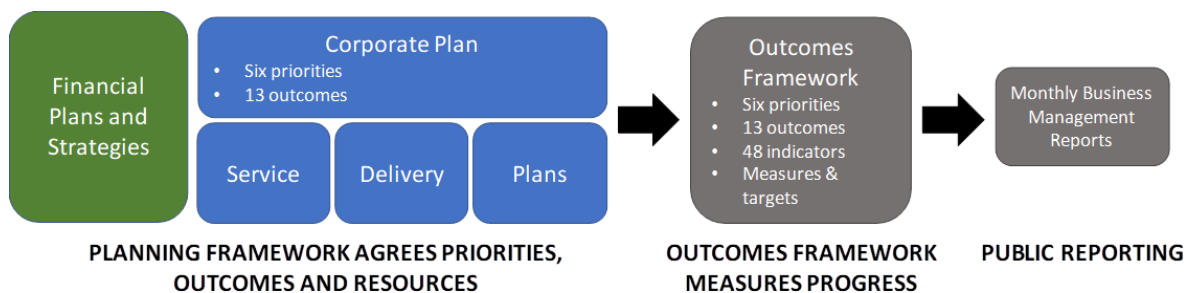 Financial
Plans and
Strategies
Corporate Plan
• Six priorities
• 13 outcomes
Service
Delivery
Plans
Outcomes
Framework
• Six priorities
• 13 outcomes
• 48 indicators
• Measures &
targets
Monthly Business
Management
Reports
PLANNING FRAMEWORK AGREES PRIORITIES,
OUTCOMES AND RESOURCES
OUTCOMES FRAMEWORK
MEASURES PROGRESS
PUBLIC REPORTING